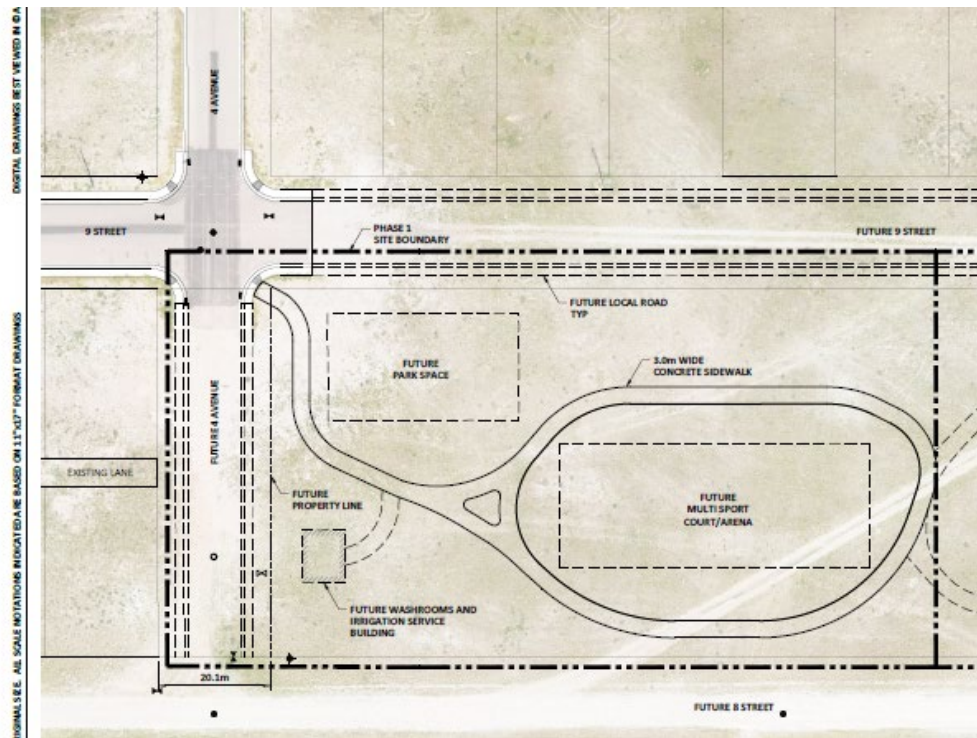 DIGITAL DRAWINGS BEST VIEWED IN
ORIGINAL SIZE. ALL SCALE NOTATIONS INDICATED ARE BASED ON 11"x17" FORMAT DRAWINGS
4 AVENUE
9 STREET
PHASE 1
SITE BOUNDARY
FUTURE 9 STREET
FUTURE LOCAL ROAD
TYP
FUTURE
PARK SPACE
3.0m WIDE
CONCRETE SIDEWALK
FUTURE 4 AVENUE
EXISTING LANE
FUTURE
PROPERTY LINE
FUTURE
MULTI SPORT
COURT/ARENA
FUTURE WASHROOMS AND
IRRIGATION SERVICE
BUILDING
20.1m
FUTURE 8 STREET